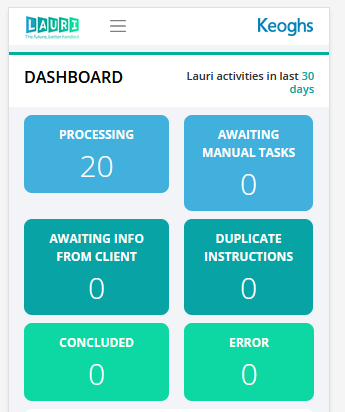 LAURI
The future, better handled
Keoghs
DASHBOARD
Lauri activities in last 30
days
PROCESSING
20
AWAITING
MANUAL TASKS
0
AWAITING INFO
FROM CLIENT
0
DUPLICATE
INSTRUCTIONS
0
CONCLUDED
0
ERROR
0